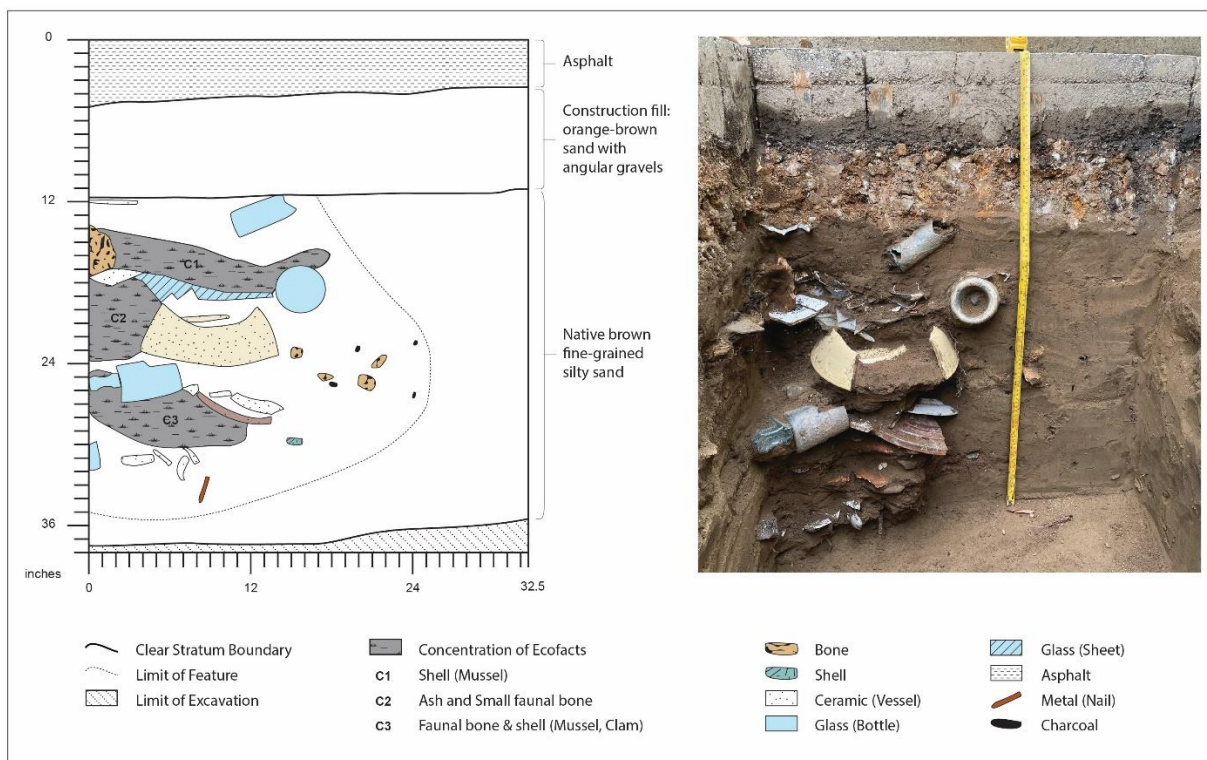 0
Asphalt
Construction fill:
orange-brown
sand with
angular gravels
12
C1
C2
24
Native brown
fine-grained
silty sand
C3
36
inches
0
12
24
32.5
Clear Stratum Boundary
Limit of Feature
Limit of Excavation
Concentration of Ecofacts
C1 Shell (Mussel)
C2 Ash and Small faunal bone
C3 Faunal bone & shell (Mussel, Clam)
Bone
Shell
Ceramic (Vessel)
Glass (Bottle)
Glass (Sheet)
Asphalt
Metal (Nail)
Charcoal